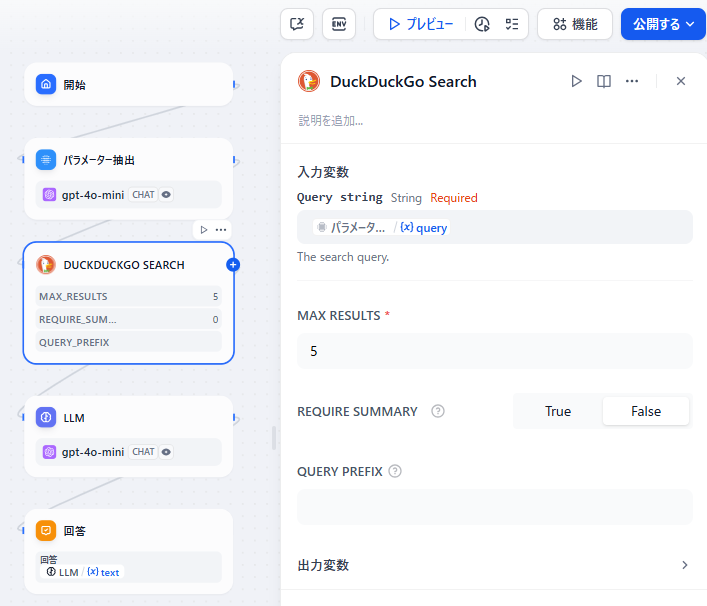 ENV
プレビュー
機能
公開する
開始
パラメーター抽出
gpt-4o-mini CHAT
DUCKDUCKGO SEARCH
MAX_RESULTS 5
REQUIRE_SUM... 0
QUERY_PREFIX
LLM
gpt-4o-mini CHAT
回答
回答
LLM / {x} text
DuckDuckGo Search
説明を追加...
入力変数
Query string String Required
パラメータ... / {x} query
The search query.
MAX RESULTS *
5
REQUIRE SUMMARY ? True False
QUERY PREFIX ?
出力変数